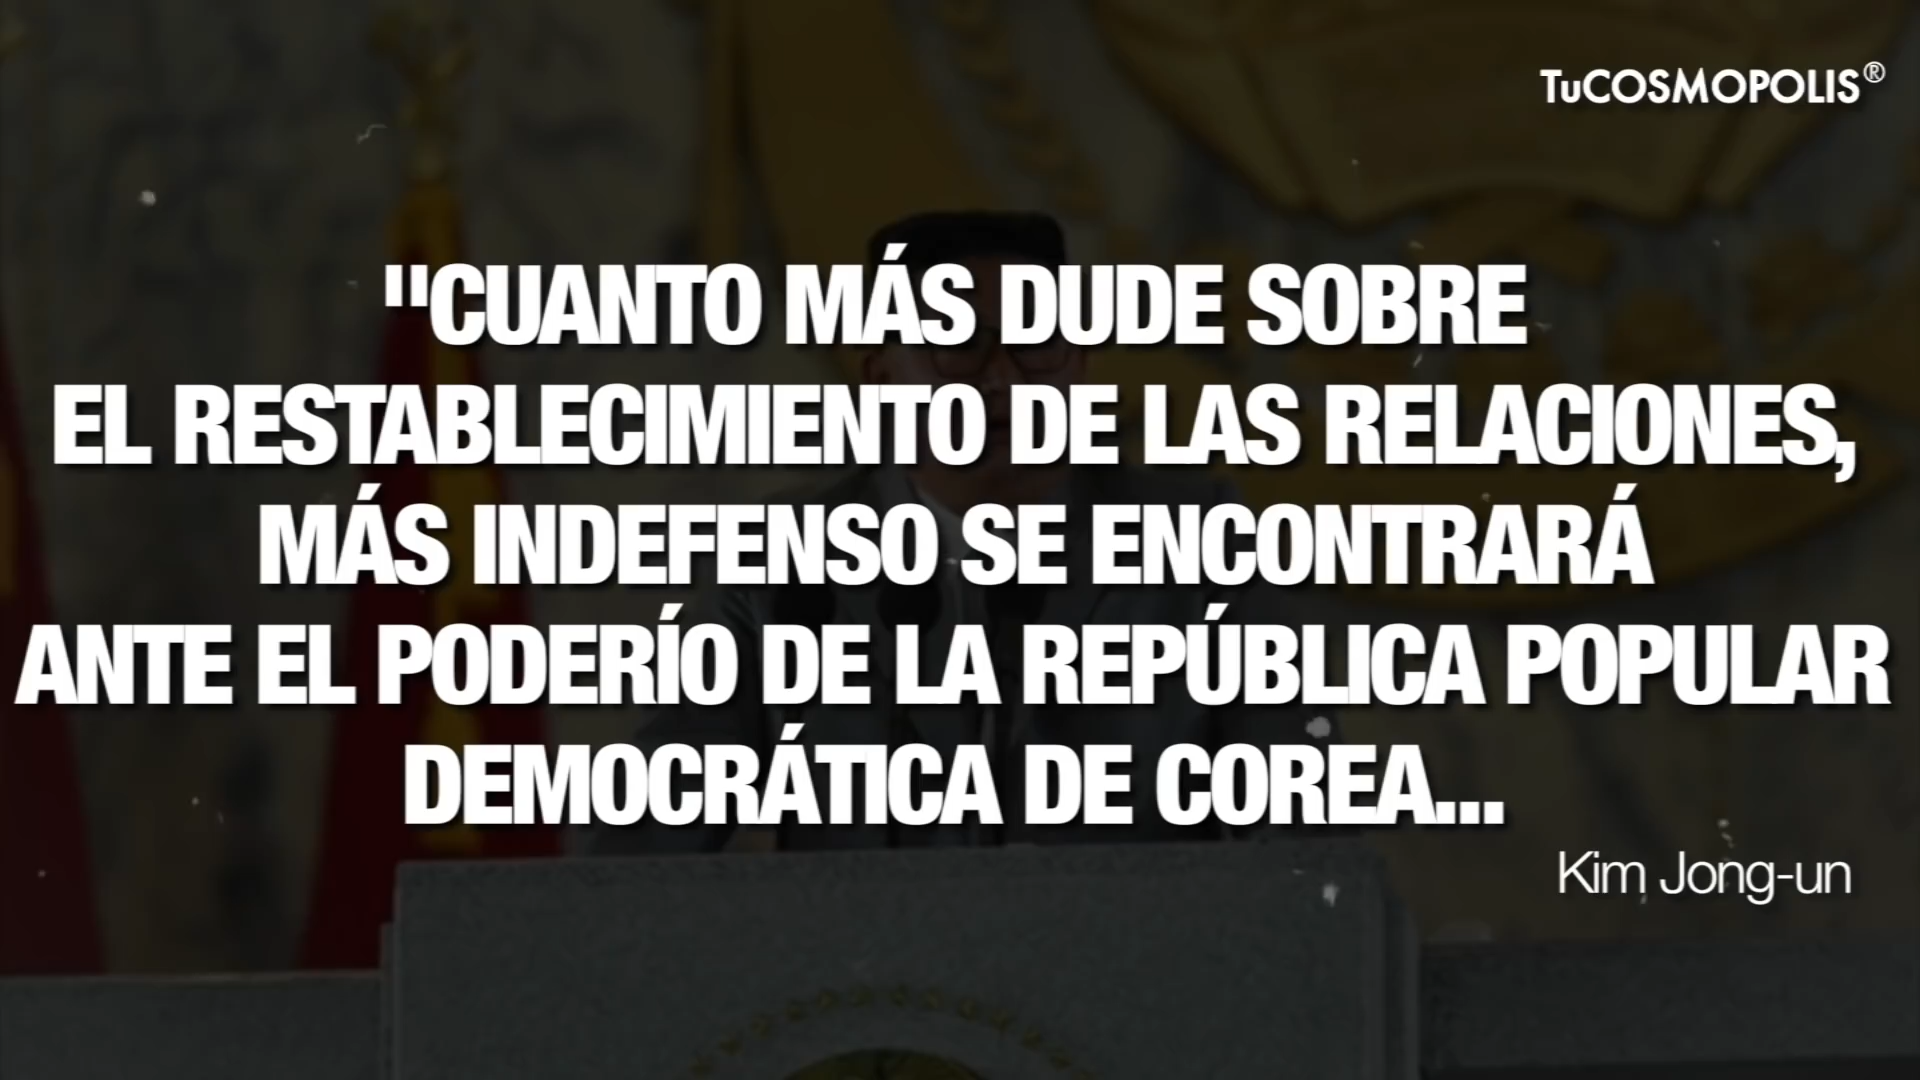 TuCOSMOPOLIS®
"CUANTO MÁS DUDE SOBRE
EL RESTABLECIMIENTO DE LAS RELACIONES,
MÁS INDEFENSO SE ENCONTRARÁ
ANTE EL PODERÍO DE LA REPÚBLICA POPULAR
DEMOCRÁTICA DE COREA...
Kim Jong-un